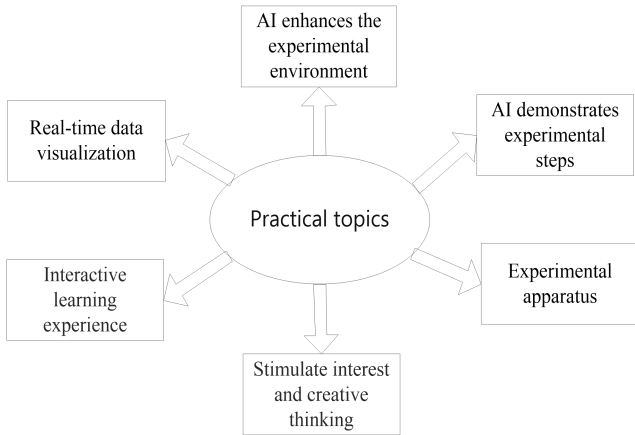 AI enhances the
experimental
environment
Real-time data
visualization
AI demonstrates
experimental
steps
Practical topics
Interactive
learning
experience
Experimental
apparatus
Stimulate interest
and creative
thinking